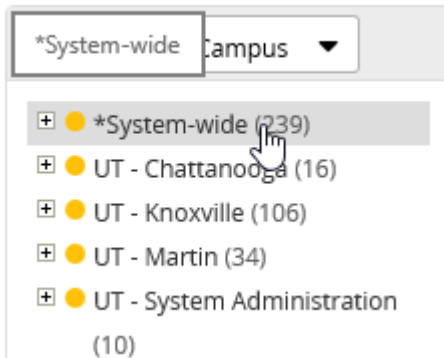 *System-wide
Campus
*System-wide (239)
UT - Chattanooga (16)
UT - Knoxville (106)
UT - Martin (34)
UT - System Administration
(10)